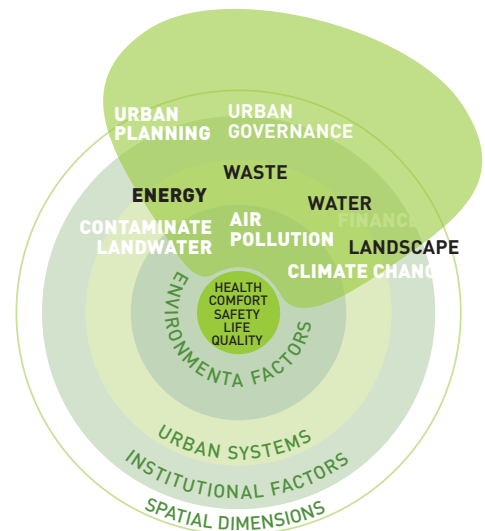 URBAN
PLANNING
URBAN
GOVERNANCE
WASTE
ENERGY
WATER
FINANCE
CONTAMINATE
LANDWATER
AIR
POLLUTION
LANDSCAPE
CLIMATE CHANG
HEALTH
COMFORT
SAFETY
LIFE
QUALITY
ENVIRONMENTA FACTORS
URBAN SYSTEMS
INSTITUTIONAL FACTORS
SPATIAL DIMENSIONS